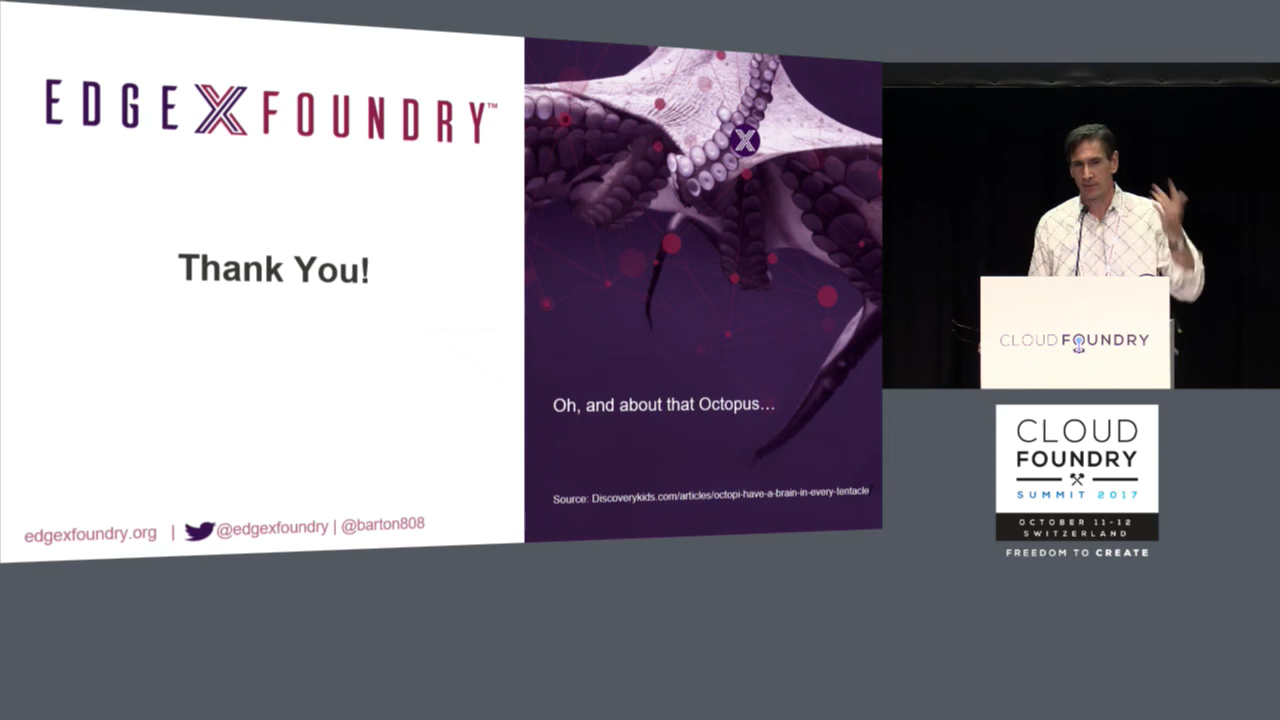 EDGE X FOUNDRY™
Thank You!
edgexfoundry.org | @edgexfoundry | @barton808
X
Oh, and about that Octopus…
Source: Discoverykids.com/articles/octopi-have-a-brain-in-every-tentacle/
CLOUD FOUNDRY
CLOUD
FOUNDRY
SUMMIT 2017
OCTOBER 11-12
SWITZERLAND
FREEDOM TO CREATE